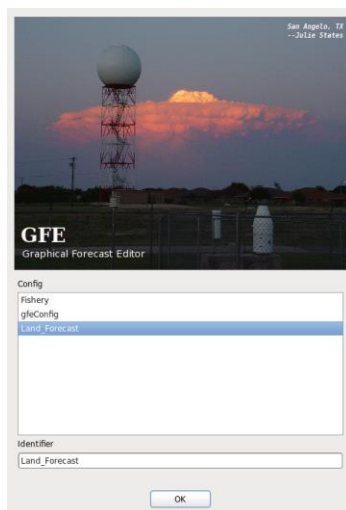 San Angelo, TX
--Julie States
GFE
Graphical Forecast Editor
Config
Fishery
gfeConfig
Land_Forecast
Identifier
Land_Forecast
OK